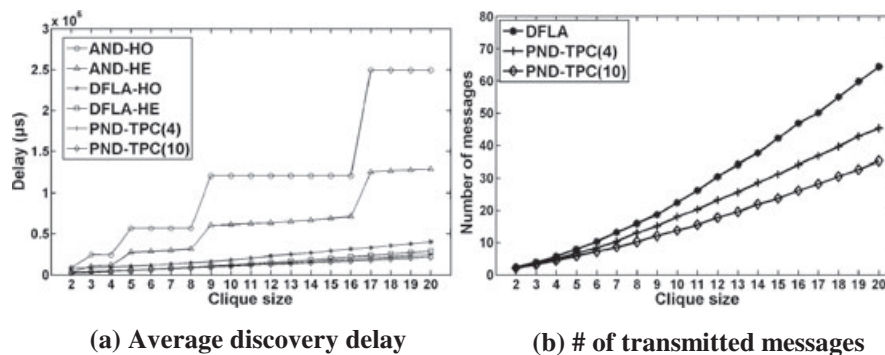 3
x 10⁶
2.5
2
1.5
1
0.5
0
Delay (μs)
AND-HO
AND-HE
DFLA-HO
DFLA-HE
PND-TPC(4)
PND-TPC(10)
2 3 4 5 6 7 8 9 10 11 12 13 14 15 16 17 18 19 20
Clique size
(a) Average discovery delay
80
70
60
50
40
30
20
10
0
Number of messages
DFLA
PND-TPC(4)
PND-TPC(10)
2 3 4 5 6 7 8 9 10 11 12 13 14 15 16 17 18 19 20
Clique size
(b) # of transmitted messages